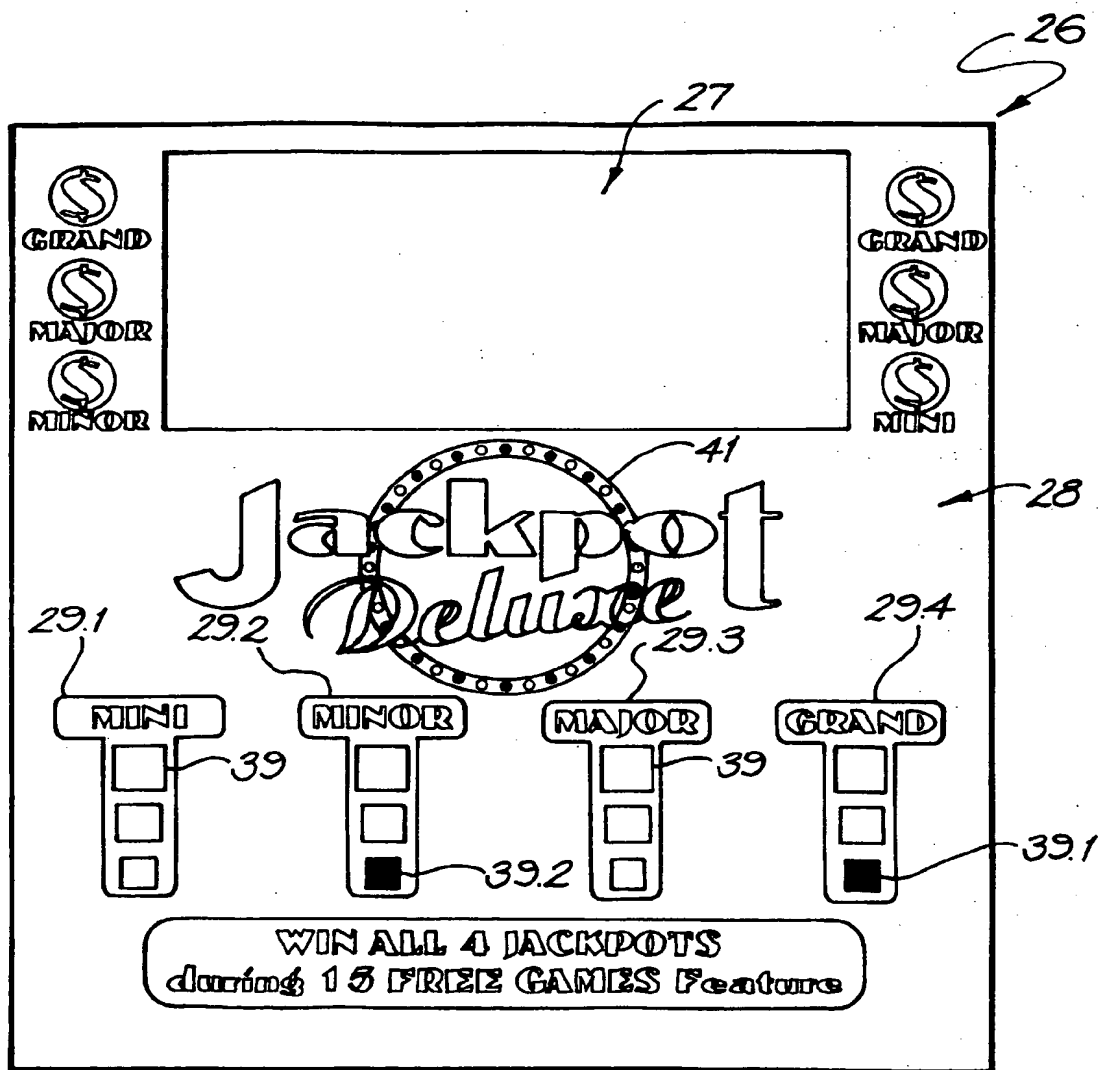 26
27
$
GRAND
$
MAJOR
$
MINOR
$
GRAND
$
MAJOR
$
MINI
41
28
Jackpot
Deluxe
29.1
29.2
29.3
29.4
MINI
MINOR
MAJOR
GRAND
39
39
39.2
39.1
WIN ALL 4 JACKPOTS
during 15 FREE GAMES Feature